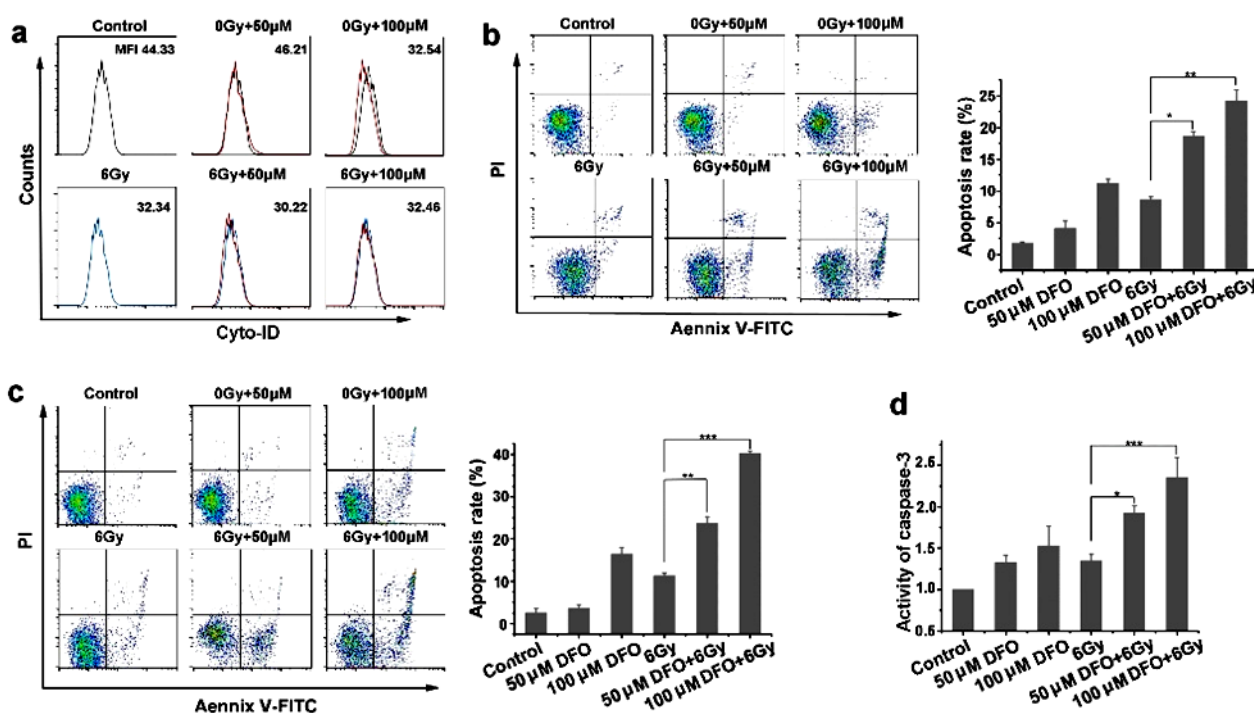 a
Control
0Gy+50µM
0Gy+100µM
MFI 44.33
46.21
32.54
6Gy
6Gy+50µM
6Gy+100µM
32.34
30.22
32.46
Counts
Cyto-ID
b
Control
0Gy+50µM
0Gy+100µM
6Gy
6Gy+50µM
6Gy+100µM
PI
Aennix V-FITC
Apoptosis rate (%)
25
20
15
10
5
0
*
**
Control
50 µM DFO
100 µM DFO
6Gy
50 µM DFO+6Gy
100 µM DFO+6Gy
c
Control
0Gy+50µM
0Gy+100µM
6Gy
6Gy+50µM
6Gy+100µM
PI
Aennix V-FITC
Apoptosis rate (%)
40
30
20
10
0
**
***
Control
50 µM DFO
100 µM DFO
6Gy
50 µM DFO+6Gy
100 µM DFO+6Gy
d
Activity of caspase-3
2.5
2.0
1.5
1.0
0.5
*
***
Control
50 µM DFO
100 µM DFO
6Gy
50 µM DFO+6Gy
100 µM DFO+6Gy